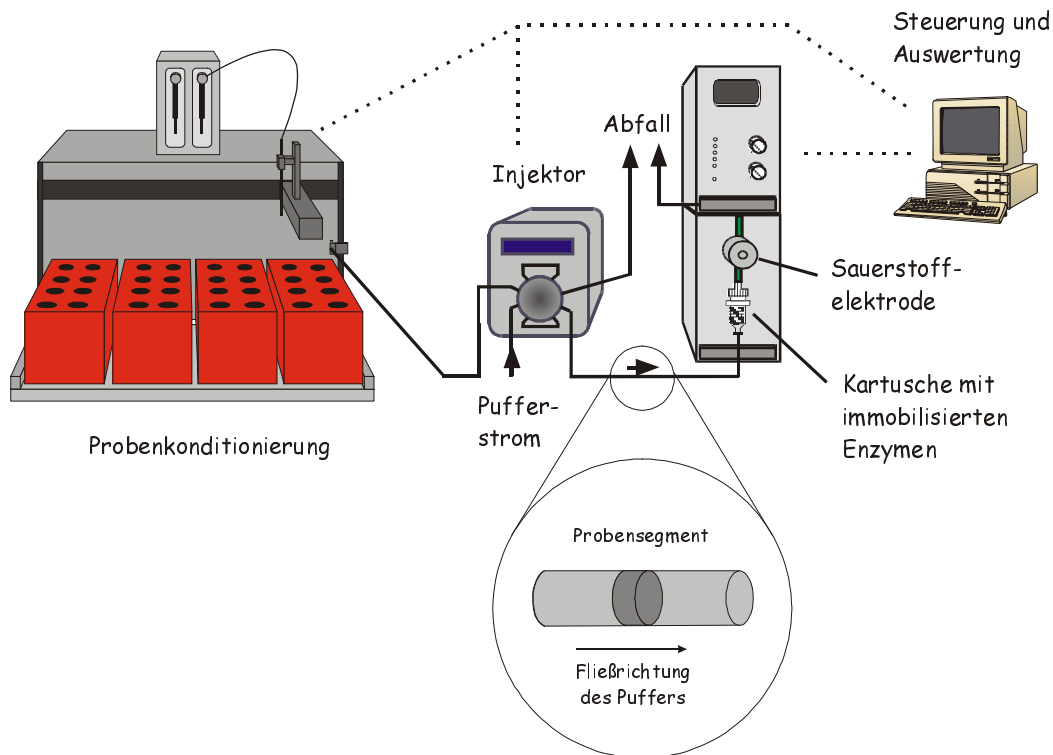 Steuerung und
Auswertung
Abfall
Injektor
Sauerstoff-
elektrode
Kartusche mit
immobilisierten
Enzymen
Puffer-
strom
Probenkonditionierung
Probensegment
Fließrichtung
des Puffers